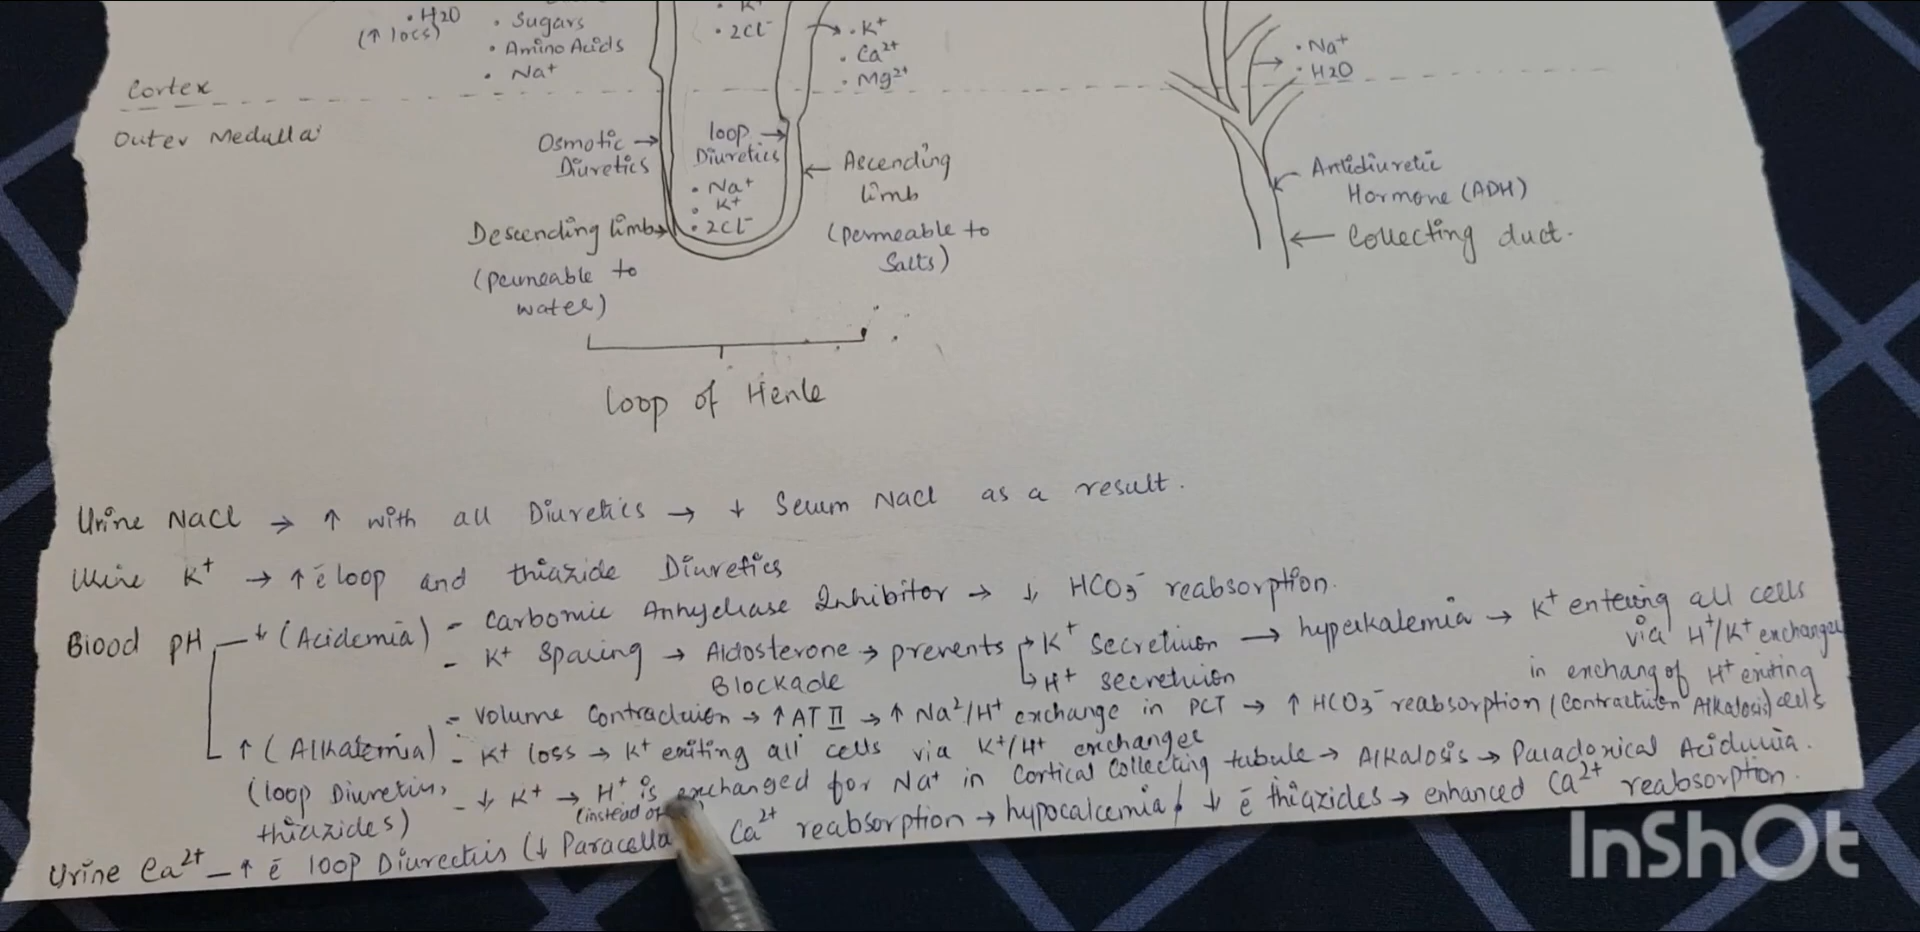 • H2O
(↑ locs)
• Sugars
• Amino Acids
• Na+
• K+
• 2Cl-
• K+
• Ca2+
• Mg2+
• Na+
• H2O
Cortex
Outer Medulla
Osmotic
Diuretics
loop
Diuretics
• Na+
• K+
• 2Cl-
Ascending
limb
(permeable to
Salts)
Descending limb
(permeable to
water)
Antidiuretic
Hormone (ADH)
Collecting duct.
Loop of Henle
Urine NaCl → ↑ with all Diuretics → ↓ Serum NaCl as a result.
Urine K+ → ↑ c̄ loop and thiazide Diuretics
Blood pH ↓ (Acidemia) - Carbonic Anhydrase Inhibitor → ↓ HCO3- reabsorption.
- K+ Sparing → Aldosterone Blockade → prevents K+ secretion → hyperkalemia → K+ entering all cells
↳ H+ secretion
via H+/K+ exchanger
in exchang of H+ exiting
cells
↑ (Alkalemia) - Volume Contraction → ↑ AT II → ↑ Na2/H+ exchange in PCT → ↑ HCO3- reabsorption (Contraction Alkalosis)
- K+ loss → K+ exiting all cells via K+/H+ exchanger
(loop Diuretics,
thiazides)
- ↓ K+ → H+ is exchanged for Na+ in Cortical Collecting tubule → Alkalosis → Paradoxical Aciduria.
(instead of
Urine Ca2+ - ↑ c̄ loop Diuretics (↓ Ca2+ reabsorption → hypocalcemia ↓ c̄ thiazides → enhanced Ca2+ reabsorption.
InShOt